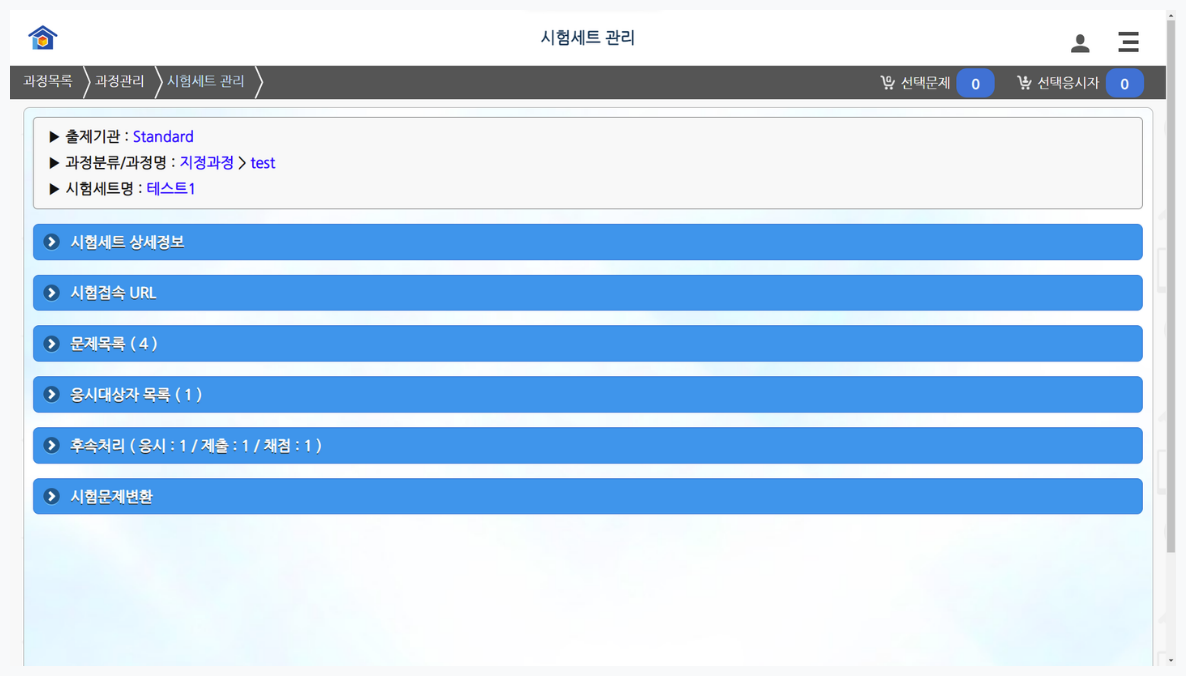 시험세트 관리
과정목록 과정관리 시험세트 관리 선택문제 0 선택응시자 0
▶ 출제기관 : Standard
▶ 과정분류/과정명 : 지정과정 > test
▶ 시험세트명 : 테스트1
시험세트 상세정보
시험접속 URL
문제목록 ( 4 )
응시대상자 목록 ( 1 )
후속처리 ( 응시 : 1 / 제출 : 1 / 채점 : 1 )
시험문제변환